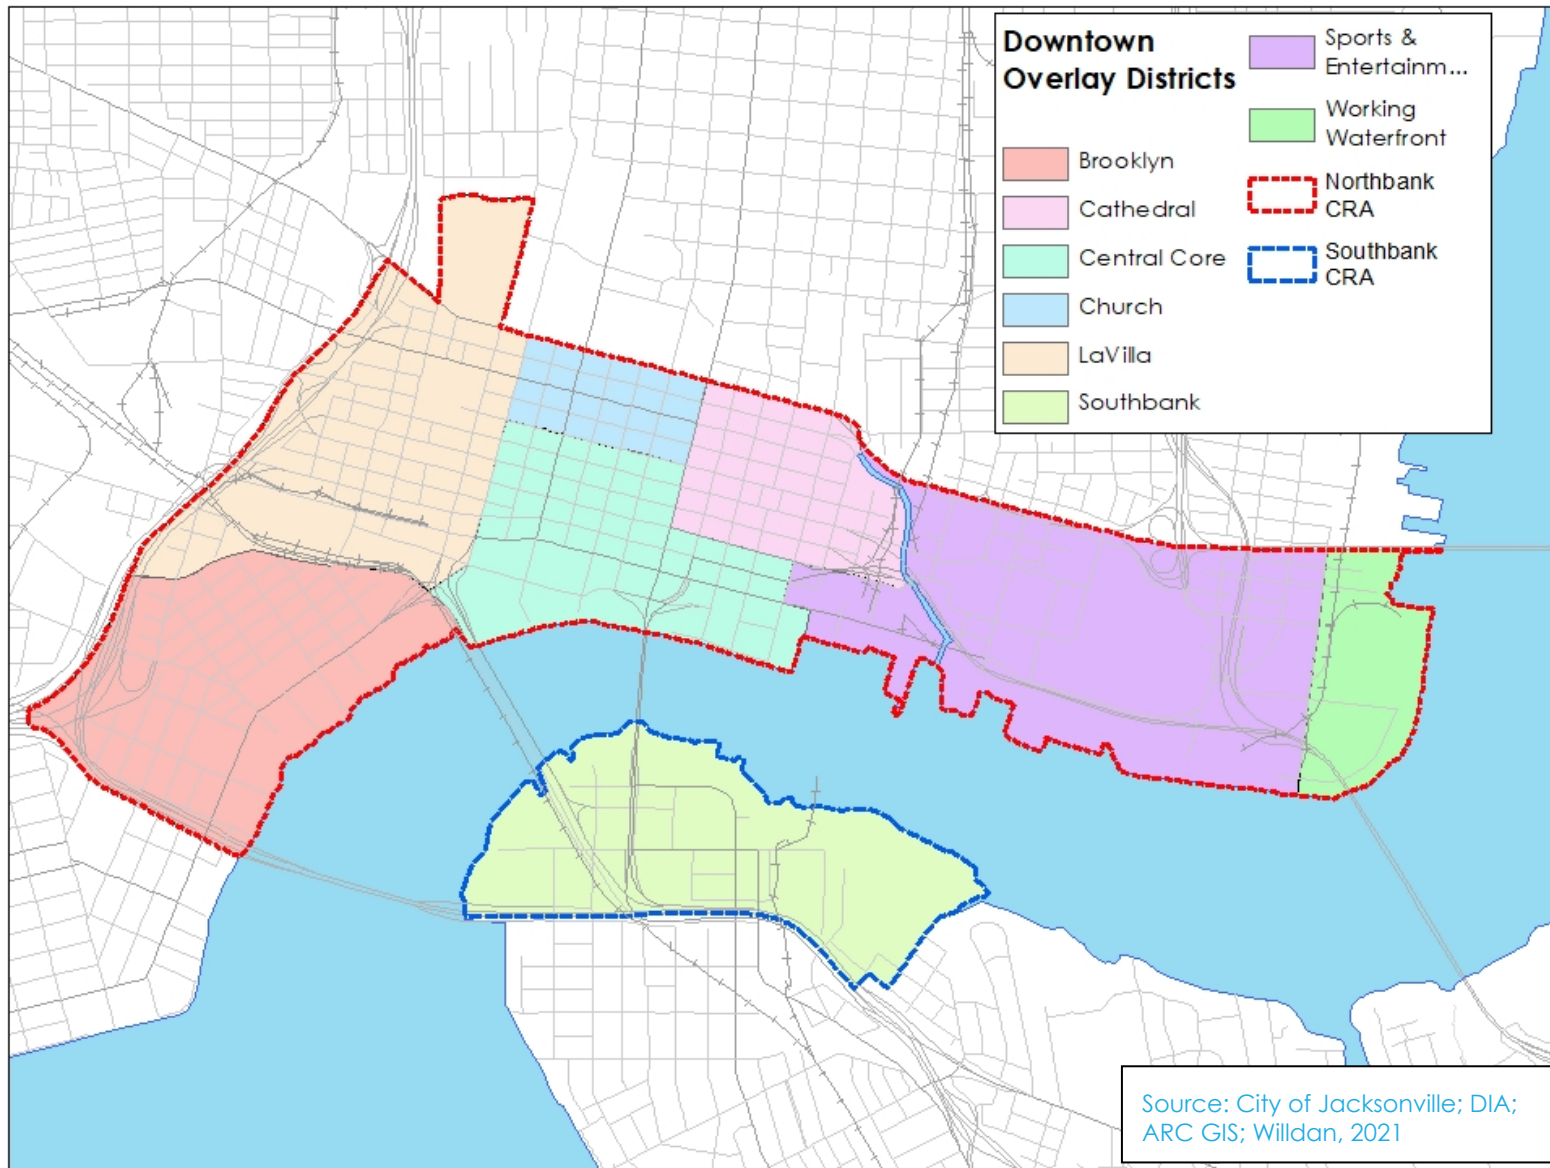 Downtown
Overlay Districts
Brooklyn
Cathedral
Central Core
Church
LaVilla
Southbank
Sports &
Entertainm...
Working
Waterfront
Northbank
CRA
Southbank
CRA
Source: City of Jacksonville; DIA;
ARC GIS; Willdan, 2021